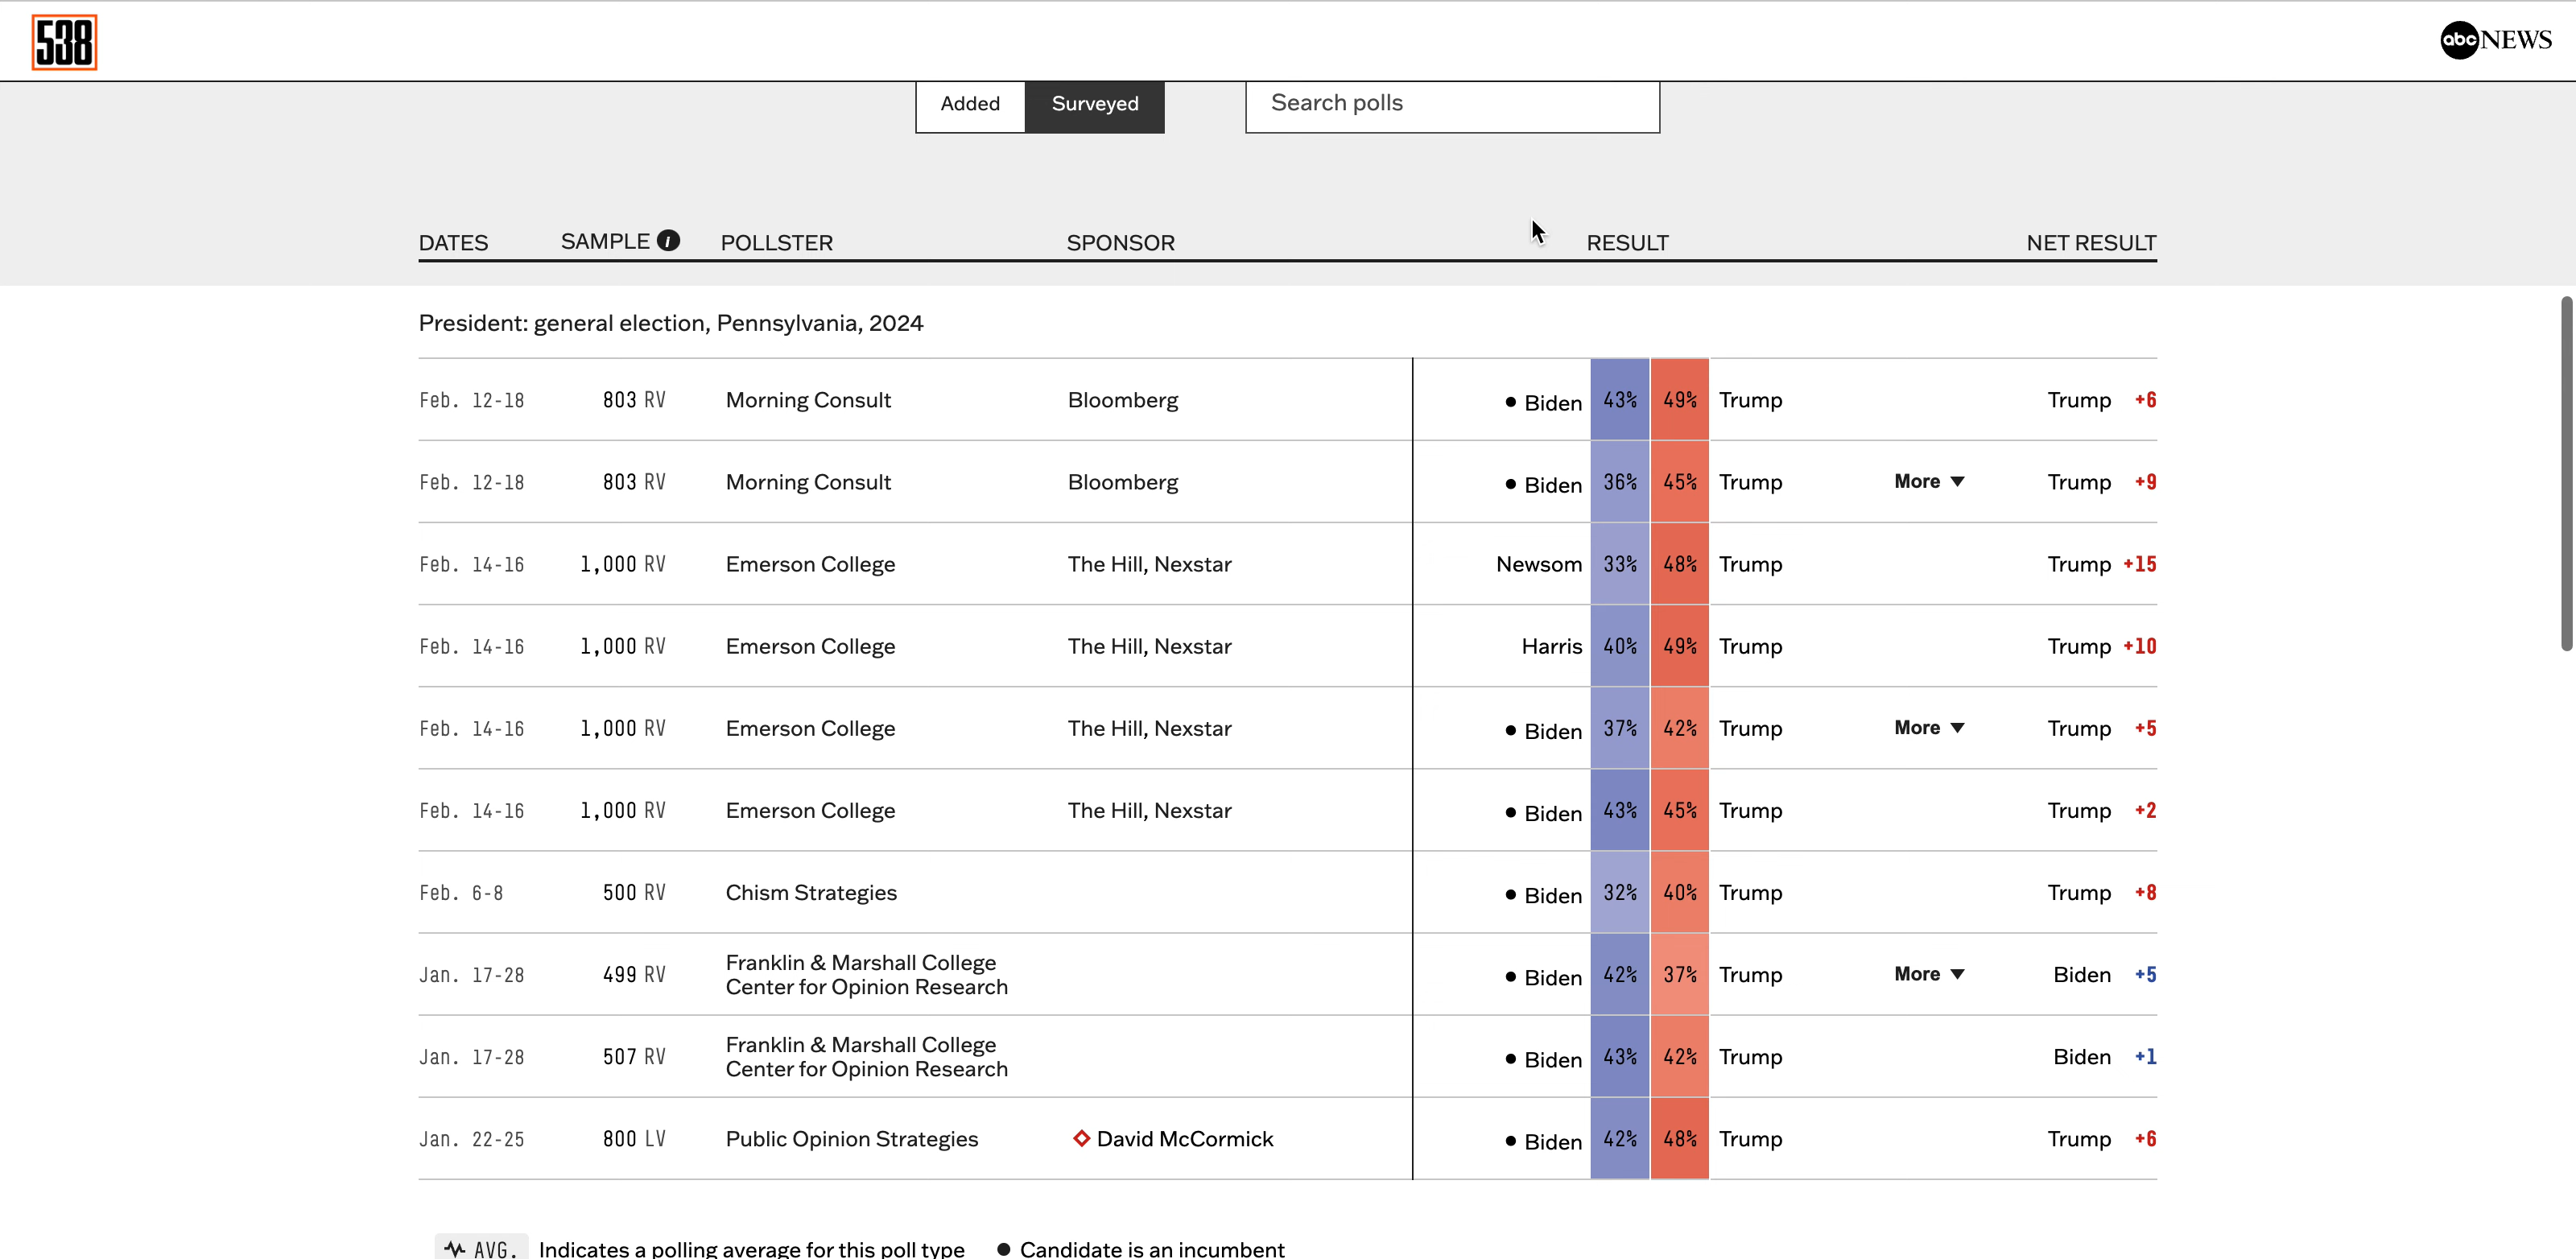 538
abc NEWS
Added Surveyed Search polls
DATES SAMPLE i POLLSTER SPONSOR RESULT NET RESULT
President: general election, Pennsylvania, 2024
Feb. 12-18 803 RV Morning Consult Bloomberg ● Biden 43% 49% Trump Trump +6
Feb. 12-18 803 RV Morning Consult Bloomberg ● Biden 36% 45% Trump More ▼ Trump +9
Feb. 14-16 1,000 RV Emerson College The Hill, Nexstar Newsom 33% 48% Trump Trump +15
Feb. 14-16 1,000 RV Emerson College The Hill, Nexstar Harris 40% 49% Trump Trump +10
Feb. 14-16 1,000 RV Emerson College The Hill, Nexstar ● Biden 37% 42% Trump More ▼ Trump +5
Feb. 14-16 1,000 RV Emerson College The Hill, Nexstar ● Biden 43% 45% Trump Trump +2
Feb. 6-8 500 RV Chism Strategies ● Biden 32% 40% Trump Trump +8
Jan. 17-28 499 RV Franklin & Marshall College
Center for Opinion Research ● Biden 42% 37% Trump More ▼ Biden +5
Jan. 17-28 507 RV Franklin & Marshall College
Center for Opinion Research ● Biden 43% 42% Trump Biden +1
Jan. 22-25 800 LV Public Opinion Strategies David McCormick ● Biden 42% 48% Trump Trump +6
AVG. Indicates a polling average for this poll type ● Candidate is an incumbent